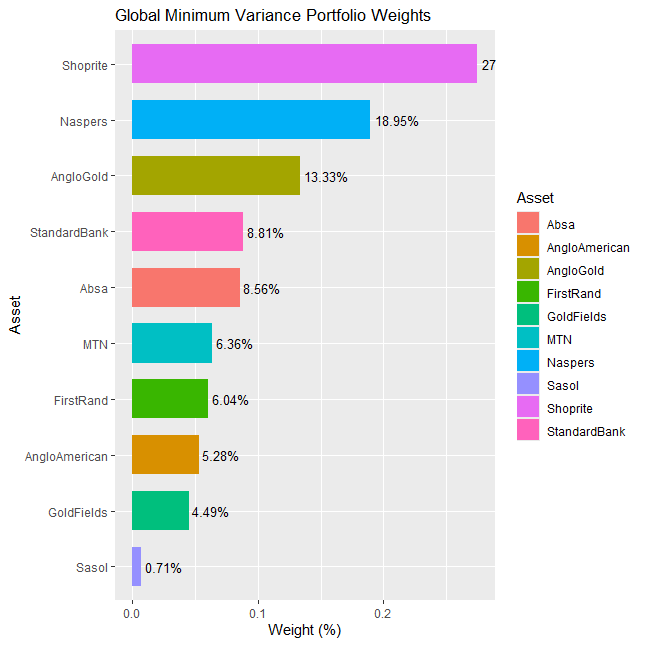 Global Minimum Variance Portfolio Weights
Shoprite
27
Naspers
18.95%
AngloGold
13.33%
StandardBank
8.81%
Absa
8.56%
MTN
6.36%
FirstRand
6.04%
AngloAmerican
5.28%
GoldFields
4.49%
Sasol
0.71%
0.0
0.1
0.2
Weight (%)
Asset
Asset
Absa
AngloAmerican
AngloGold
FirstRand
GoldFields
MTN
Naspers
Sasol
Shoprite
StandardBank